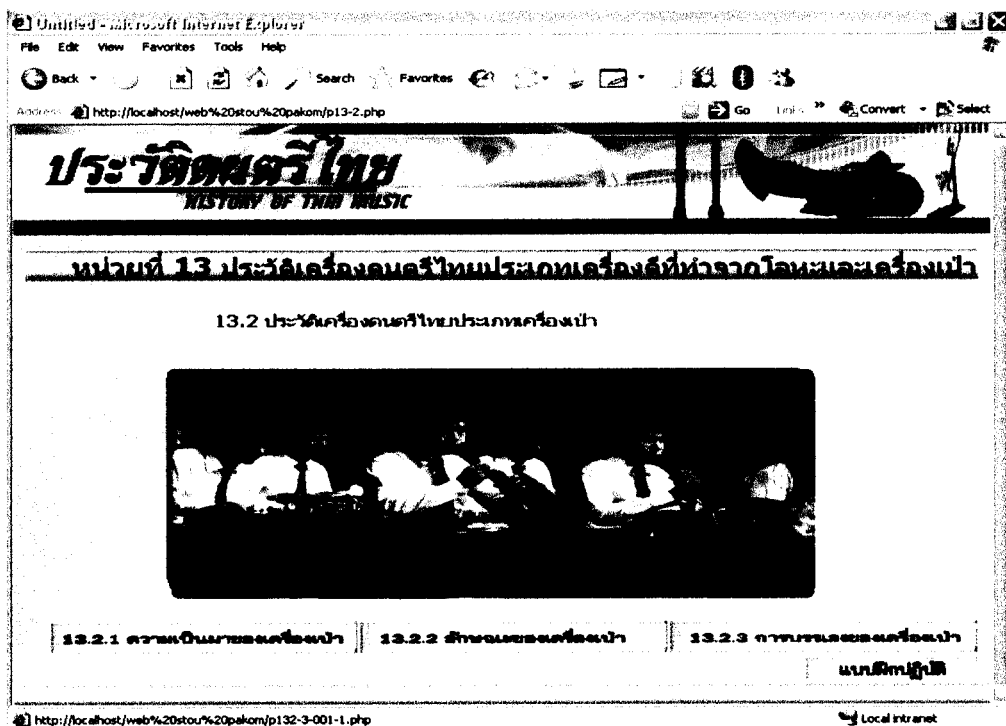 Untitled - Microsoft Internet Explorer
File Edit View Favorites Tools Help
Back Search Favorites
Address http://localhost/web%20stou%20pakom/p13-2.php Go Links » Convert Select
ประวัติดนตรีไทย
HISTORY OF THAI MUSIC
หน่วยที่ 13 ประวัติเครื่องดนตรีไทยประเภทเครื่องตีที่ทำจากโลหะและเครื่องเป่า
13.2 ประวัติเครื่องดนตรีไทยประเภทเครื่องเป่า
13.2.1 ความเป็นมาของเครื่องเป่า 13.2.2 ลักษณะของเครื่องเป่า 13.2.3 การบรรเลงของเครื่องเป่า
แบบฝึกปฏิบัติ
http://localhost/web%20stou%20pakom/p132-3-001-1.php Local intranet